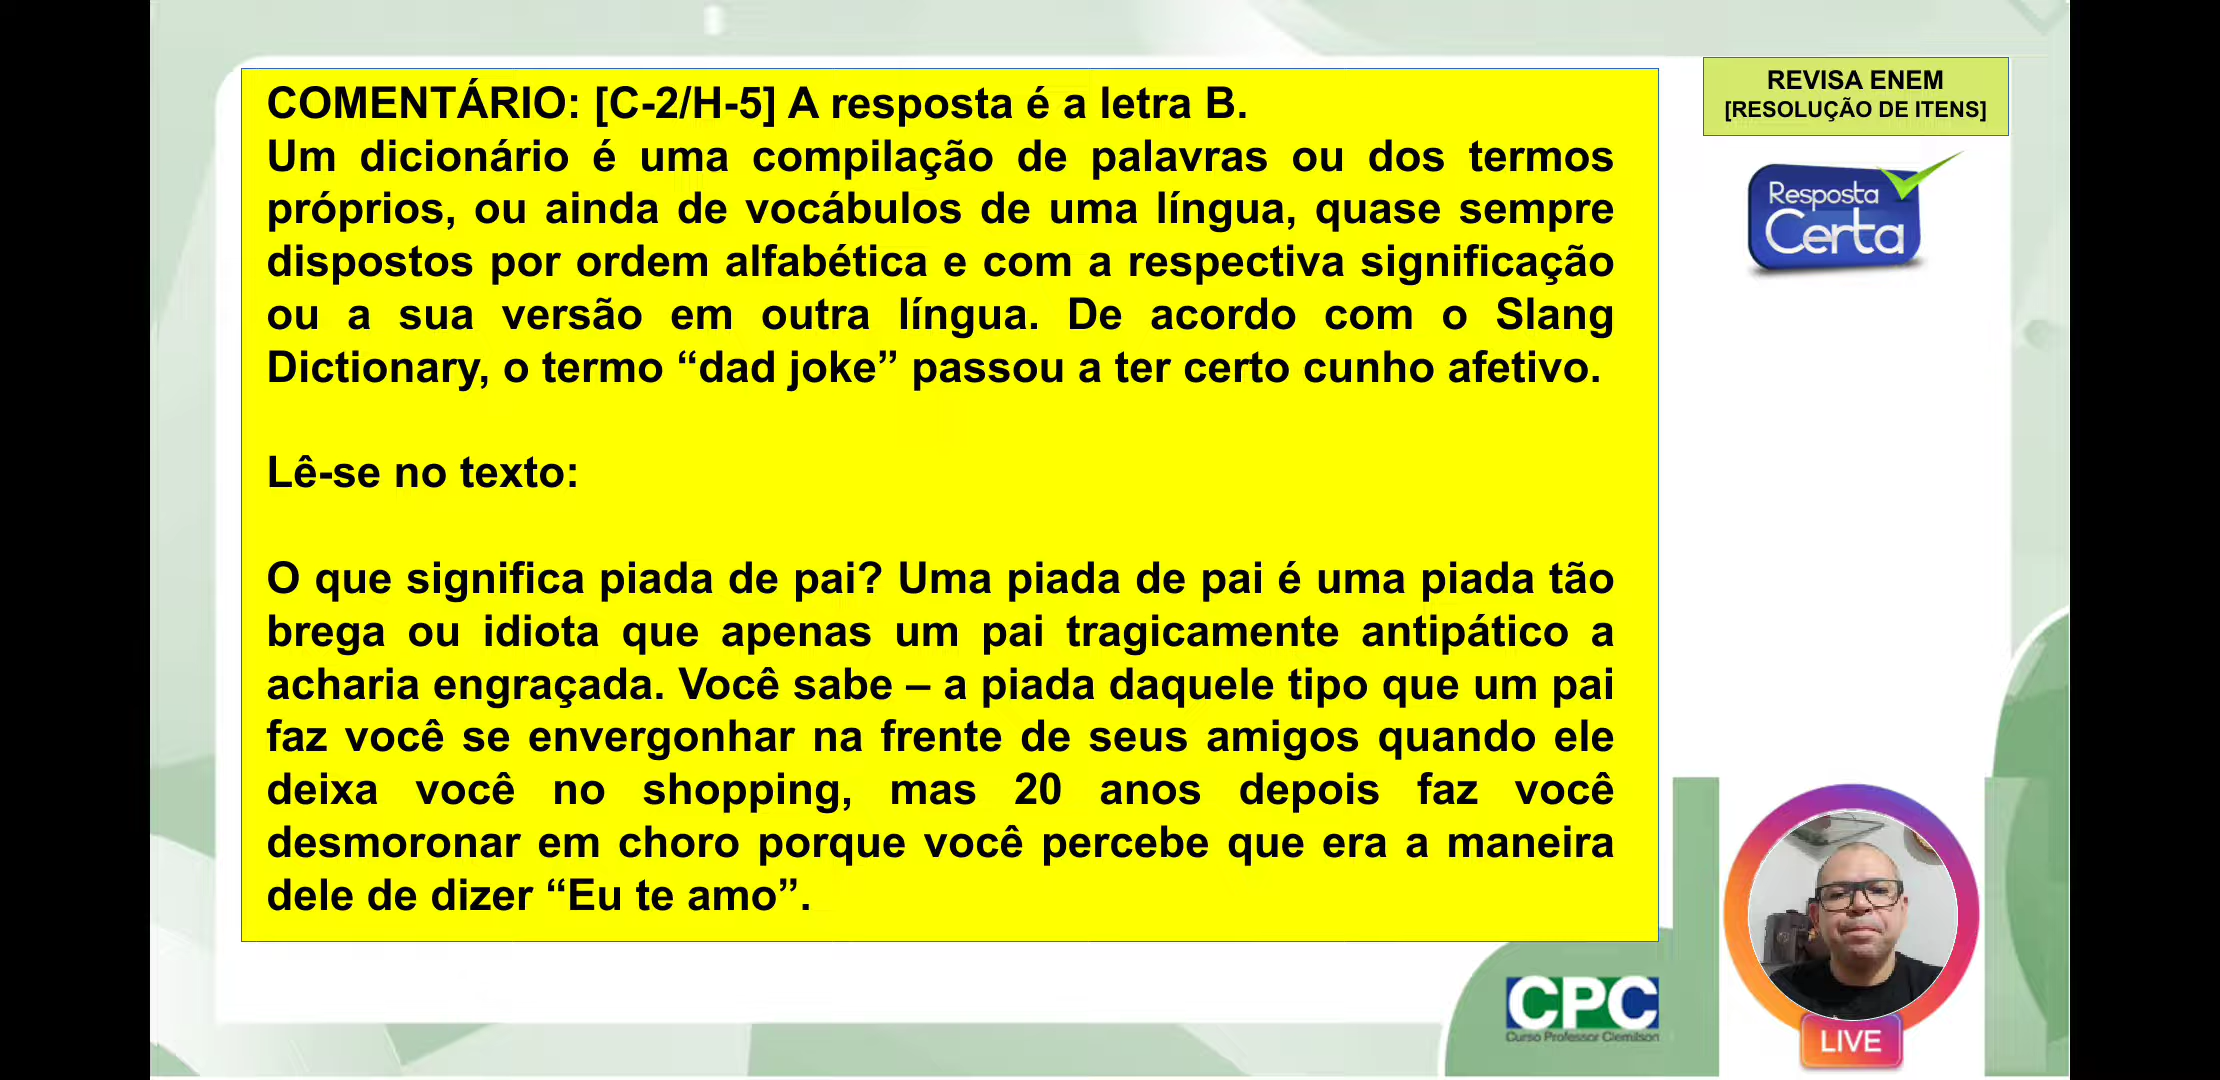 COMENTÁRIO: [C-2/H-5] A resposta é a letra B.
Um dicionário é uma compilação de palavras ou dos termos
próprios, ou ainda de vocábulos de uma língua, quase sempre
dispostos por ordem alfabética e com a respectiva significação
ou a sua versão em outra língua. De acordo com o Slang
Dictionary, o termo “dad joke” passou a ter certo cunho afetivo.
Lê-se no texto:
O que significa piada de pai? Uma piada de pai é uma piada tão
brega ou idiota que apenas um pai tragicamente antipático a
acharia engraçada. Você sabe – a piada daquele tipo que um pai
faz você se envergonhar na frente de seus amigos quando ele
deixa você no shopping, mas 20 anos depois faz você
desmoronar em choro porque você percebe que era a maneira
dele de dizer “Eu te amo”.
REVISA ENEM
[RESOLUÇÃO DE ITENS]
Resposta
Certa
CPC
Curso Professor Clemilson
LIVE